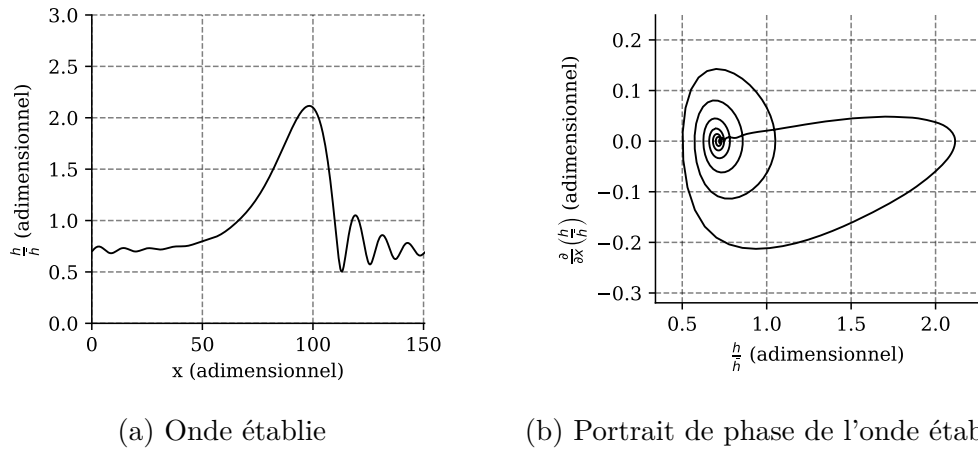 3.0
2.5
2.0
1.5
1.0
0.5
0.0
h/h̄ (adimensionnel)
0 50 100 150
x (adimensionnel)
(a) Onde établie
0.2
0.1
0.0
−0.1
−0.2
−0.3
∂/∂x (h/h̄) (adimensionnel)
0.5 1.0 1.5 2.0
h/h̄ (adimensionnel)
(b) Portrait de phase de l'onde étab